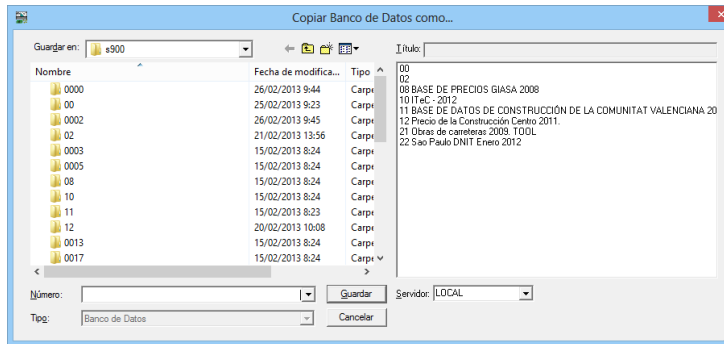 Copiar Banco de Datos como...
Guardar en: s900
Título:
Nombre Fecha de modifica... Tipo
0000 26/02/2013 9:44 Carpe
00 25/02/2013 9:23 Carpe
0002 26/02/2013 9:45 Carpe
02 21/02/2013 13:56 Carpe
0003 15/02/2013 8:24 Carpe
0005 15/02/2013 8:24 Carpe
08 15/02/2013 8:24 Carpe
10 15/02/2013 8:24 Carpe
11 15/02/2013 8:23 Carpe
12 20/02/2013 10:08 Carpe
0013 15/02/2013 8:24 Carpe
0017 15/02/2013 8:24 Carpe
00
02
08 BASE DE PRECIOS GIASA 2008
10 ITeC - 2012
11 BASE DE DATOS DE CONSTRUCCIÓN DE LA COMUNITAT VALENCIANA 20
12 Precio de la Construcción Centro 2011.
21 Obras de carreteras 2009. TOOL
22 Sao Paulo DNIT Enero 2012
Número: Guardar Servidor: LOCAL
Tipo: Banco de Datos Cancelar